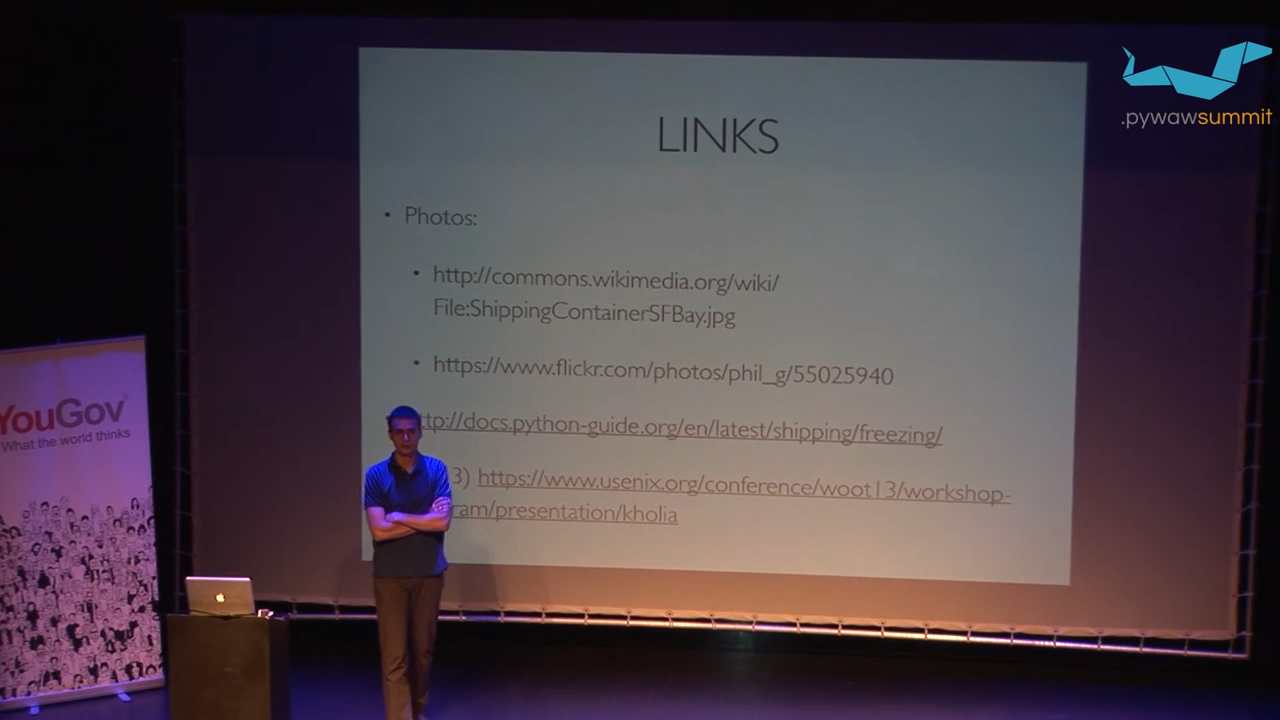 .pywawsummit
LINKS
• Photos:
• http://commons.wikimedia.org/wiki/
File:ShippingContainerSFBay.jpg
• https://www.flickr.com/photos/phil_g/55025940
ttp://docs.python-guide.org/en/latest/shipping/freezing/
3) https://www.usenix.org/conference/woot13/workshop-
ram/presentation/kholia
YouGov
What the world thinks